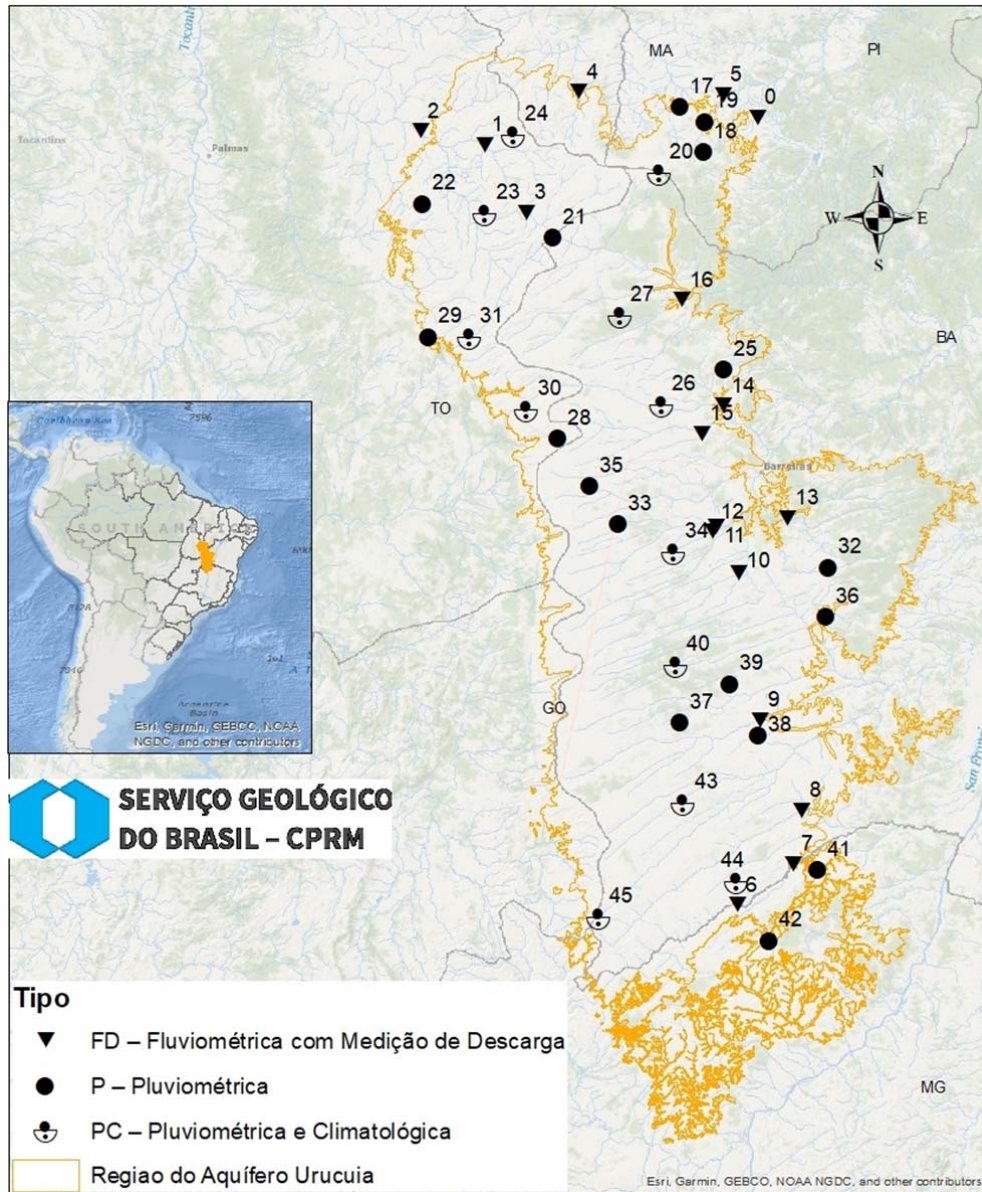 MA
PI
Tocantins
Palmas
4
5
17
19
0
2
24
1
18
20
22
23
3
21
N
W
E
S
16
27
BA
29
31
25
26
14
30
15
TO
28
Barreiras
35
13
33
12
34
11
10
32
36
40
39
GO
37
9
38
43
8
7
41
44
6
45
42
MG
SOUTH AMERICA
Esri, Garmin, GEBCO, NOAA
NGDC, and other contributors
SERVIÇO GEOLÓGICO
DO BRASIL – CPRM
Tipo
FD – Fluviométrica com Medição de Descarga
P – Pluviométrica
PC – Pluviométrica e Climatológica
Regiao do Aquífero Urucuia
Esri, Garmin, GEBCO, NOAA NGDC, and other contributors